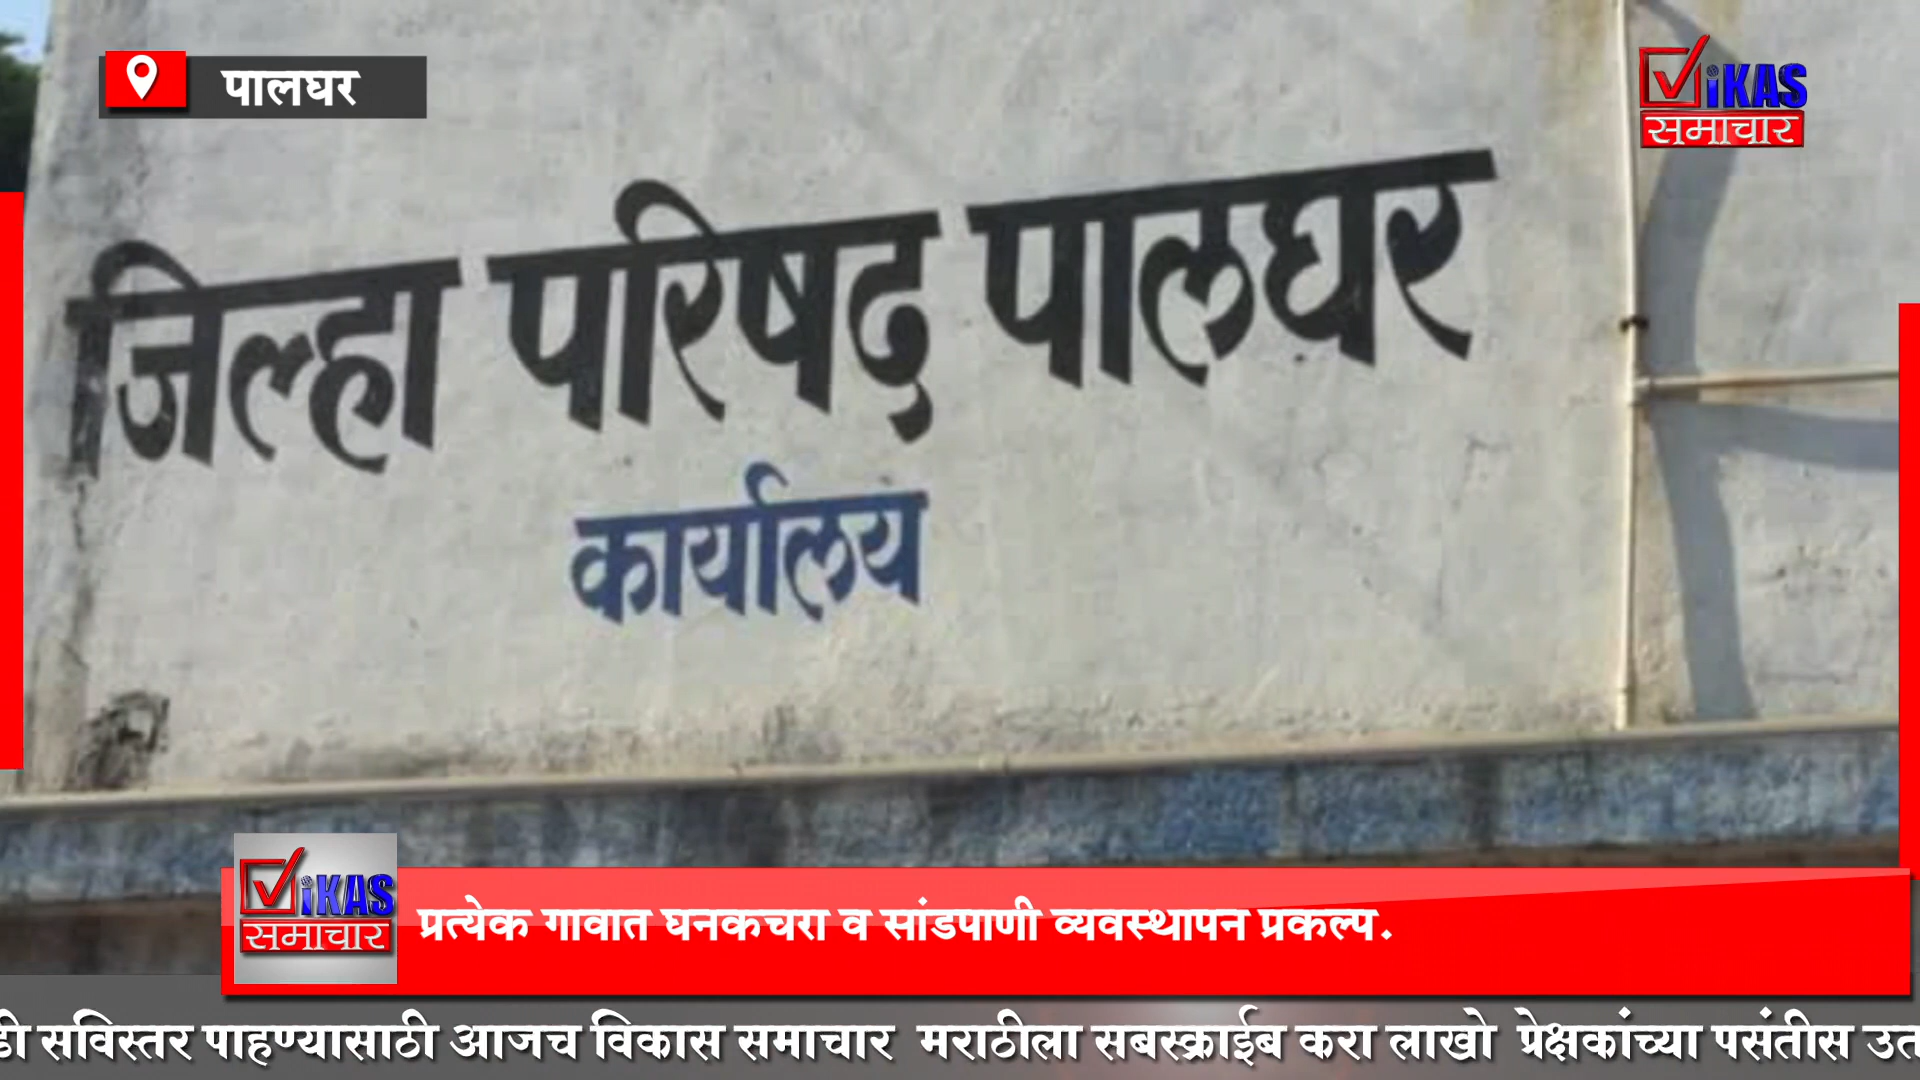 पालघर
ViKAS
समाचार
जिल्हा परिषद पालघर
कार्यालय
ViKAS
समाचार
प्रत्येक गावात घनकचरा व सांडपाणी व्यवस्थापन प्रकल्प.
सविस्तर पाहण्यासाठी आजच विकास समाचार मराठीला सबस्क्राईब करा लाखो प्रेक्षकांच्या पसंतीस